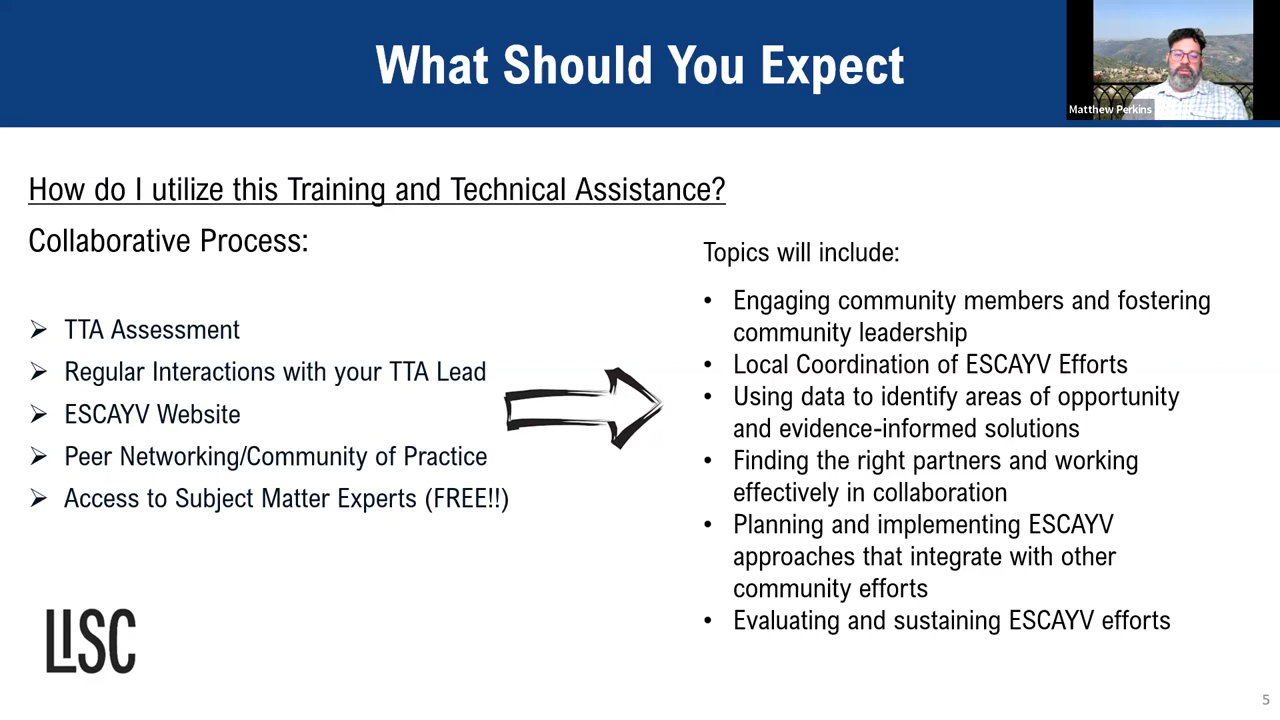 What Should You Expect
Matthew Perkins
How do I utilize this Training and Technical Assistance?
Collaborative Process:
➢ TTA Assessment
➢ Regular Interactions with your TTA Lead
➢ ESCAYV Website
➢ Peer Networking/Community of Practice
➢ Access to Subject Matter Experts (FREE!!)
Topics will include:
• Engaging community members and fostering
community leadership
• Local Coordination of ESCAYV Efforts
• Using data to identify areas of opportunity
and evidence-informed solutions
• Finding the right partners and working
effectively in collaboration
• Planning and implementing ESCAYV
approaches that integrate with other
community efforts
• Evaluating and sustaining ESCAYV efforts
LISC
5